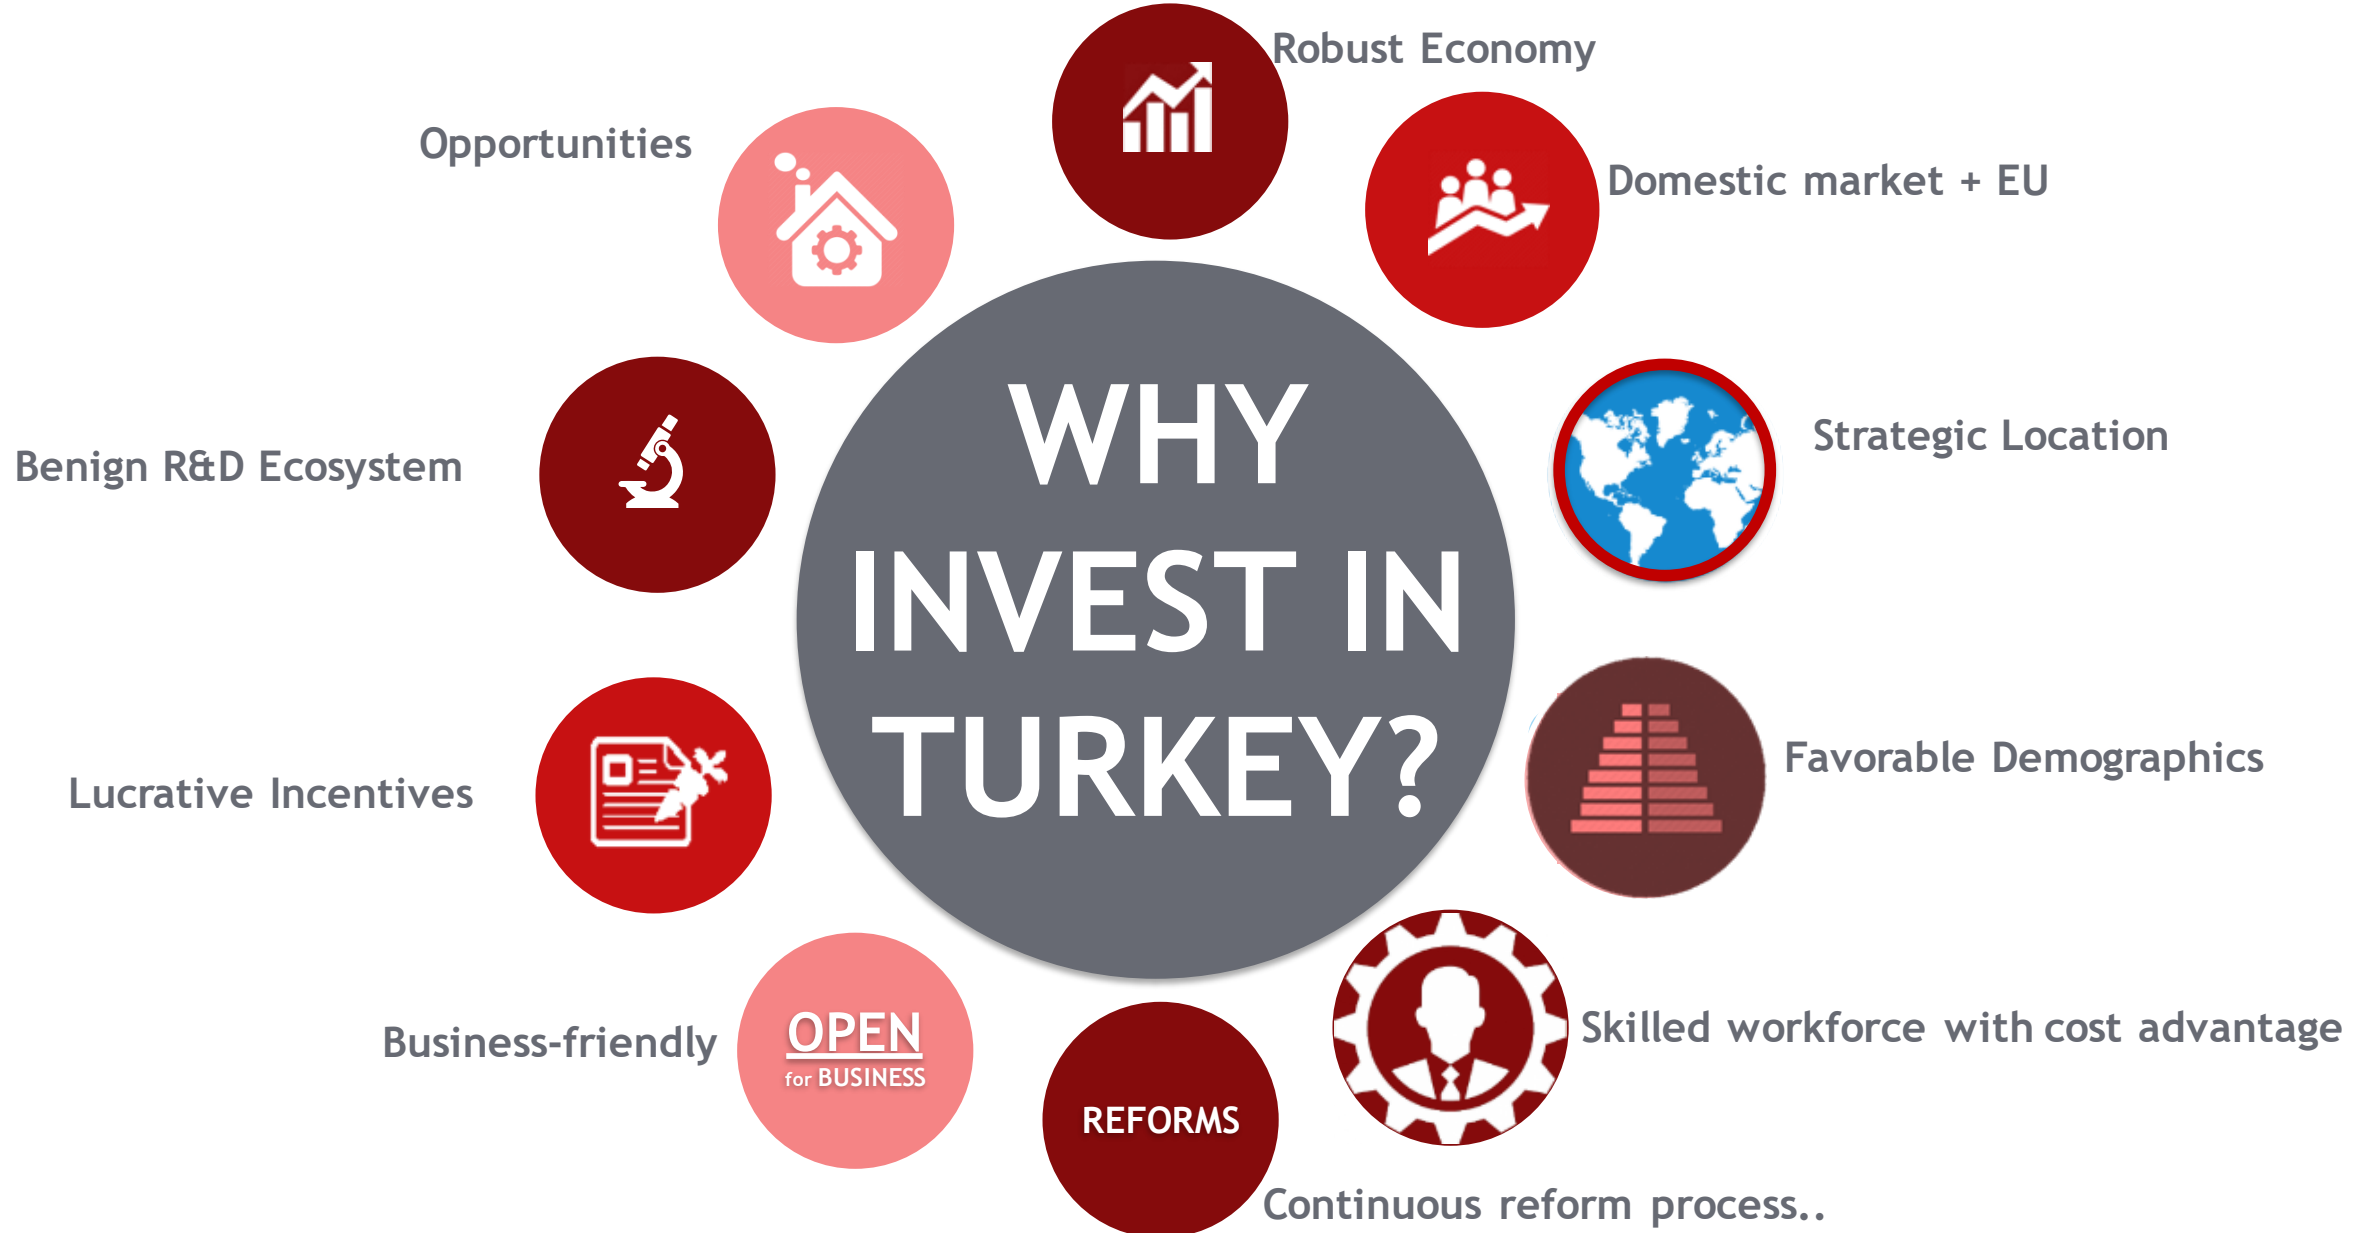 WHY
INVEST IN
TURKEY?
Robust Economy
Domestic market + EU
Strategic Location
Favorable Demographics
Skilled workforce with cost advantage
REFORMS
Continuous reform process..
OPEN
for BUSINESS
Business-friendly
Lucrative Incentives
Benign R&D Ecosystem
Opportunities